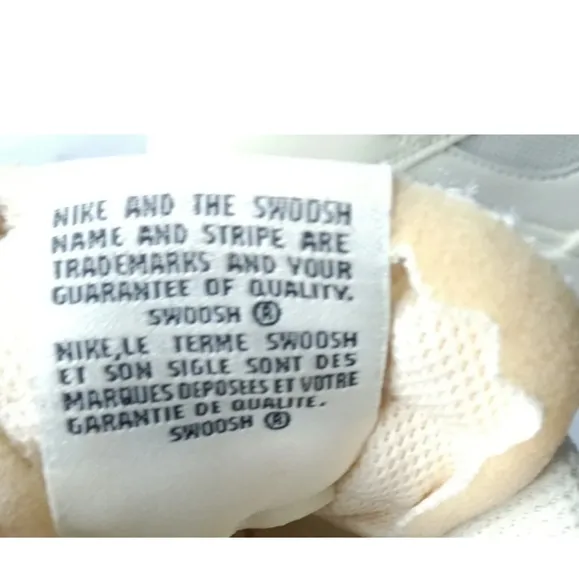 NIKE AND THE SWOOSH
NAME AND STRIPE ARE
TRADEMARKS AND YOUR
GUARANTEE OF QUALITY.
SWOOSH ®
NIKE,LE TERME SWOOSH
ET SON SIGLE SONT DES
MARQUES DEPOSEES ET VOTRE
GARANTIE DE QUALITE.
SWOOSH ®